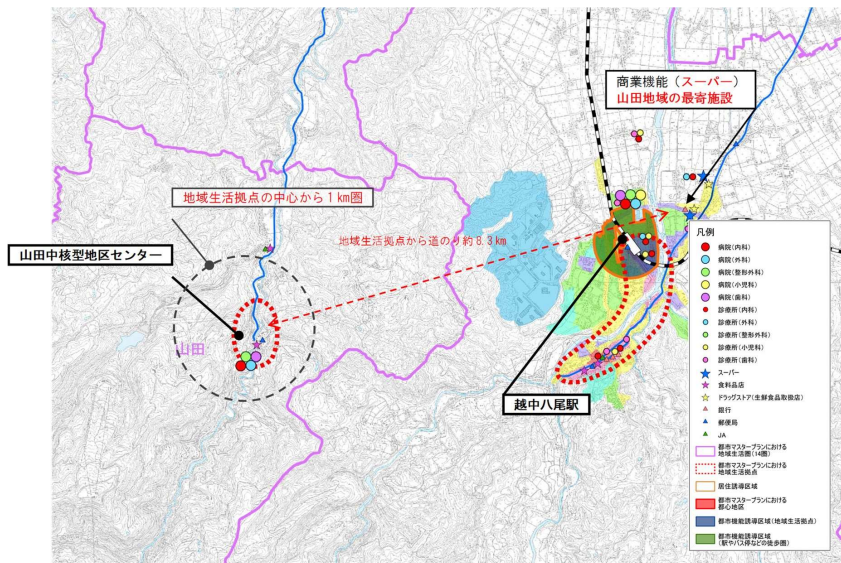 商業機能（スーパー）
山田地域の最寄施設
地域生活拠点の中心から1km圏
山田中核型地区センター
地域生活拠点から道のり約8.3km
山田
越中八尾駅
凡例
病院(内科)
病院(外科)
病院(整形外科)
病院(小児科)
病院(歯科)
診療所(内科)
診療所(外科)
診療所(整形外科)
診療所(小児科)
診療所(歯科)
スーパー
食料品店
ドラッグストア(生鮮食品取扱店)
銀行
郵便局
JA
都市マスタープランにおける
地域生活圏(14圏)
都市マスタープランにおける
地域生活拠点
居住誘導区域
都市マスタープランにおける
都心地区
都市機能誘導区域(地域生活拠点)
都市機能誘導区域
(駅やバス停などの徒歩圏)